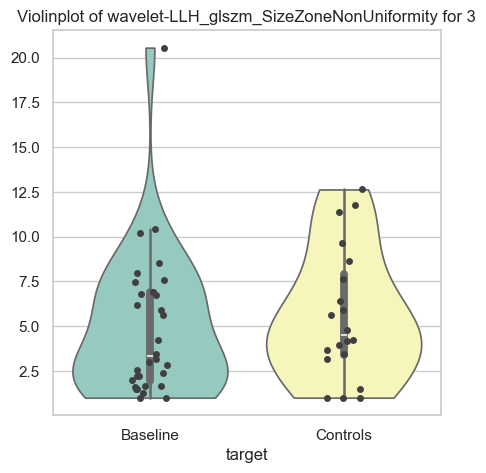 Violinplot of wavelet-LLH_glszm_SizeZoneNonUniformity for 3
20.0
17.5
15.0
12.5
10.0
7.5
5.0
2.5
Baseline Controls
target